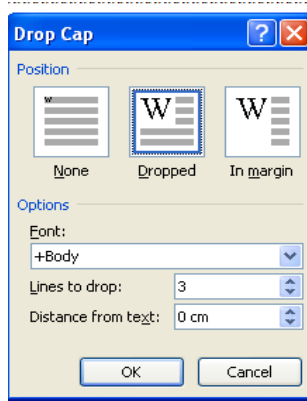 Drop Cap
Position
W W W
None Dropped In margin
Options
Font:
+Body
Lines to drop: 3
Distance from text: 0 cm
OK Cancel